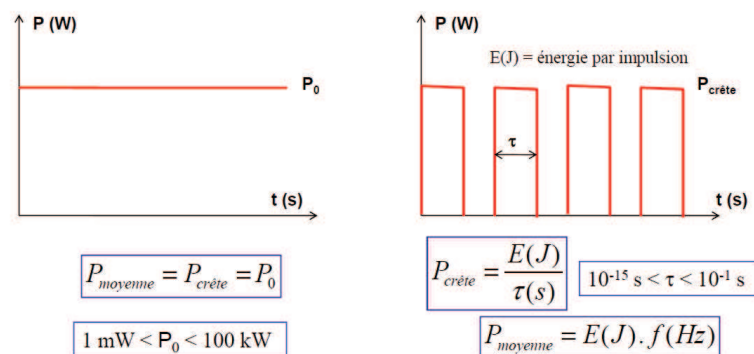 P (W)
P₀
t (s)
P_moyenne = P_crête = P₀
1 mW < P₀ < 100 kW
P (W)
E(J) = énergie par impulsion
P_crête
τ
t (s)
P_crête = E(J) / τ(s)
10⁻¹⁵ s < τ < 10⁻¹ s
P_moyenne = E(J). f(Hz)